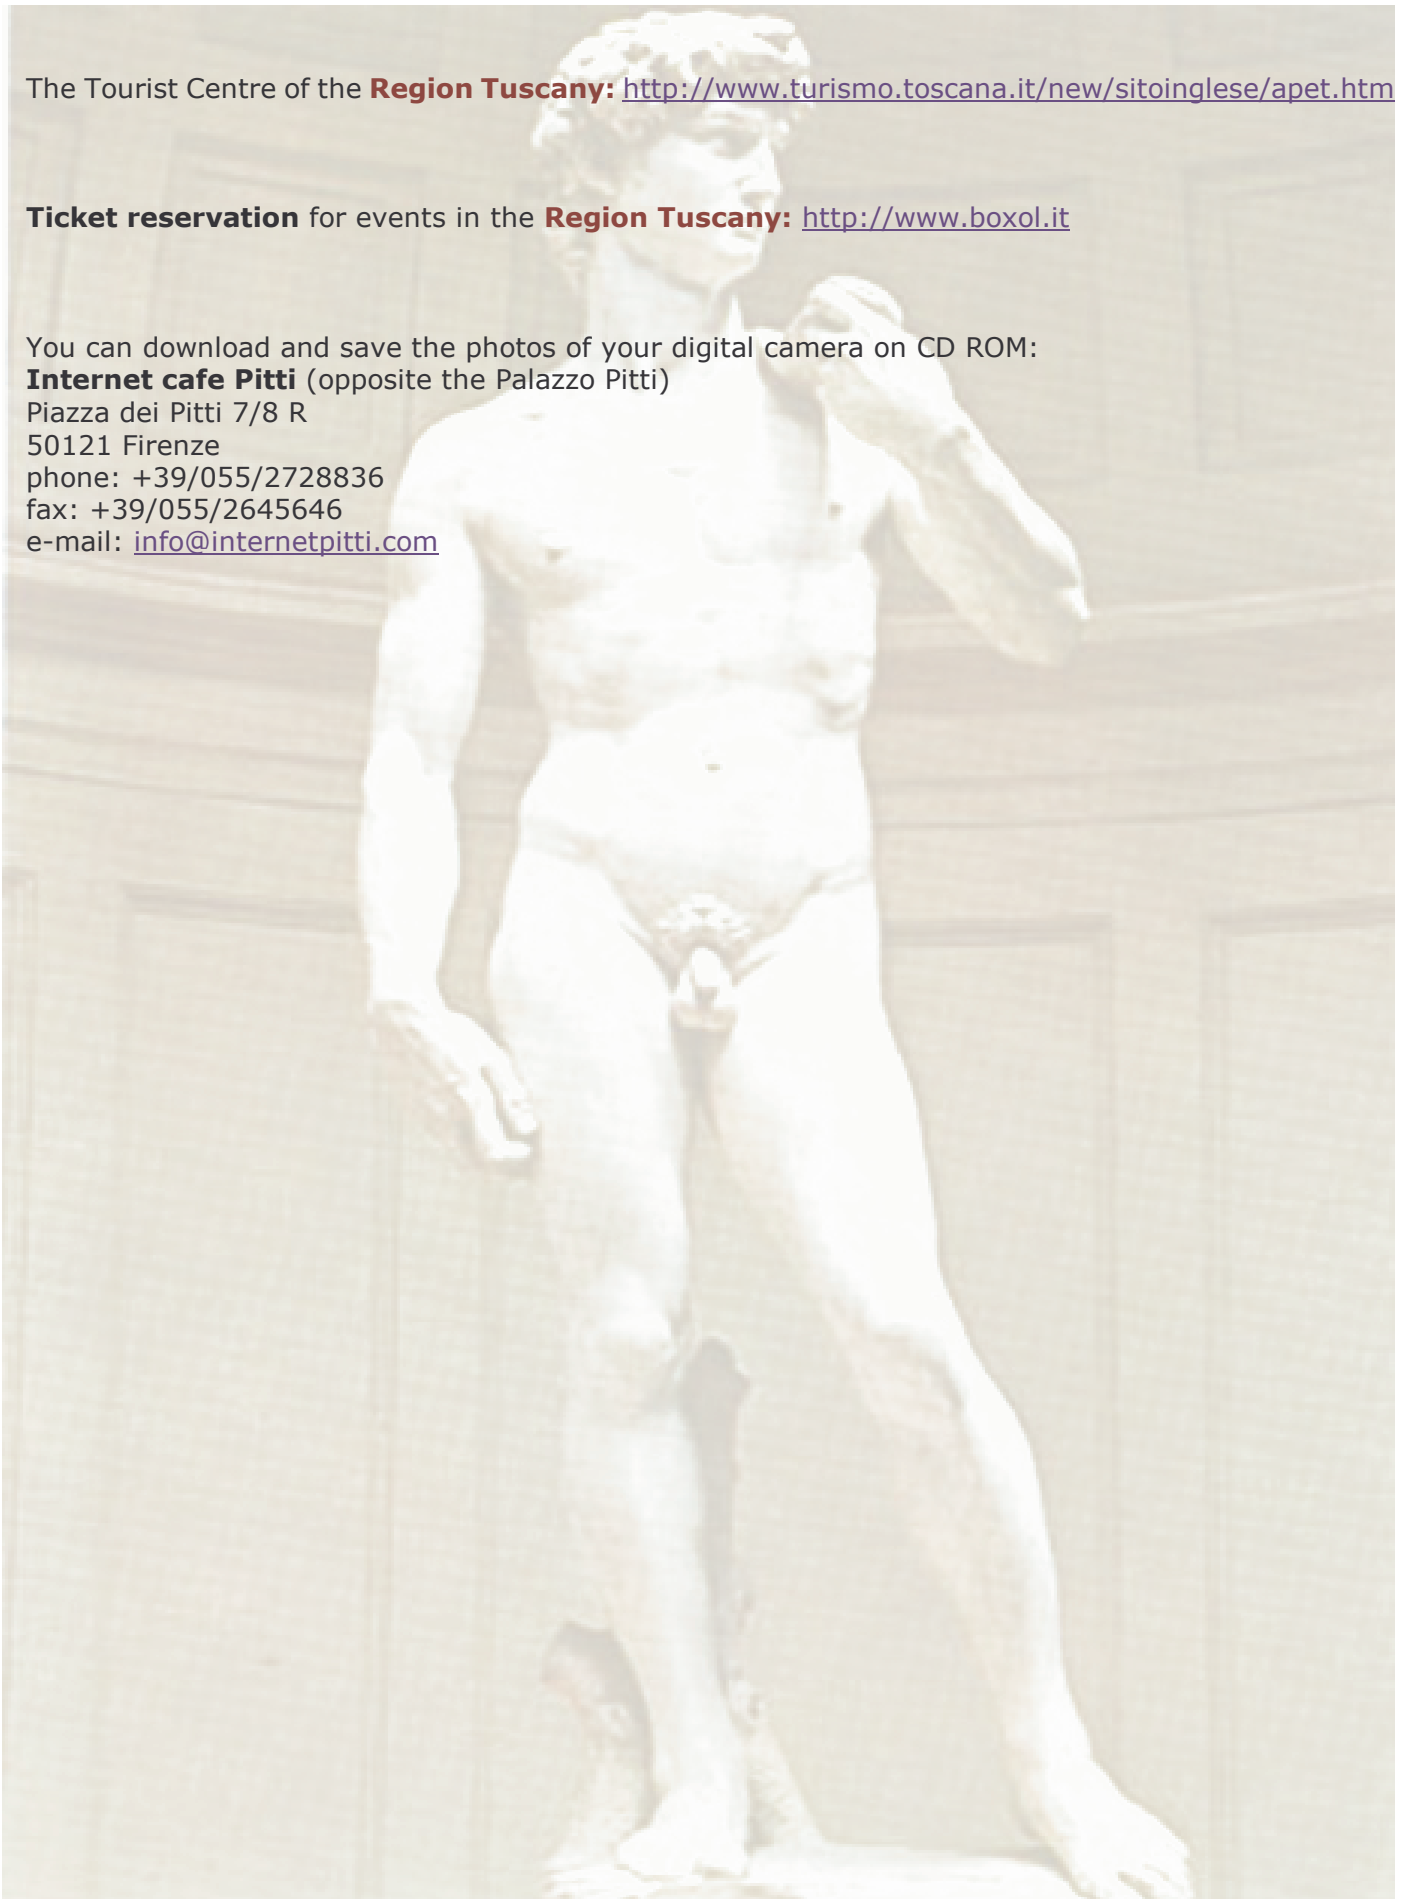 The Tourist Centre of the Region Tuscany: http://www.turismo.toscana.it/new/sitoinglese/apet.htm
Ticket reservation for events in the Region Tuscany: http://www.boxol.it
You can download and save the photos of your digital camera on CD ROM:
Internet cafe Pitti (opposite the Palazzo Pitti)
Piazza dei Pitti 7/8 R
50121 Firenze
phone: +39/055/2728836
fax: +39/055/2645646
e-mail: info@internetpitti.com